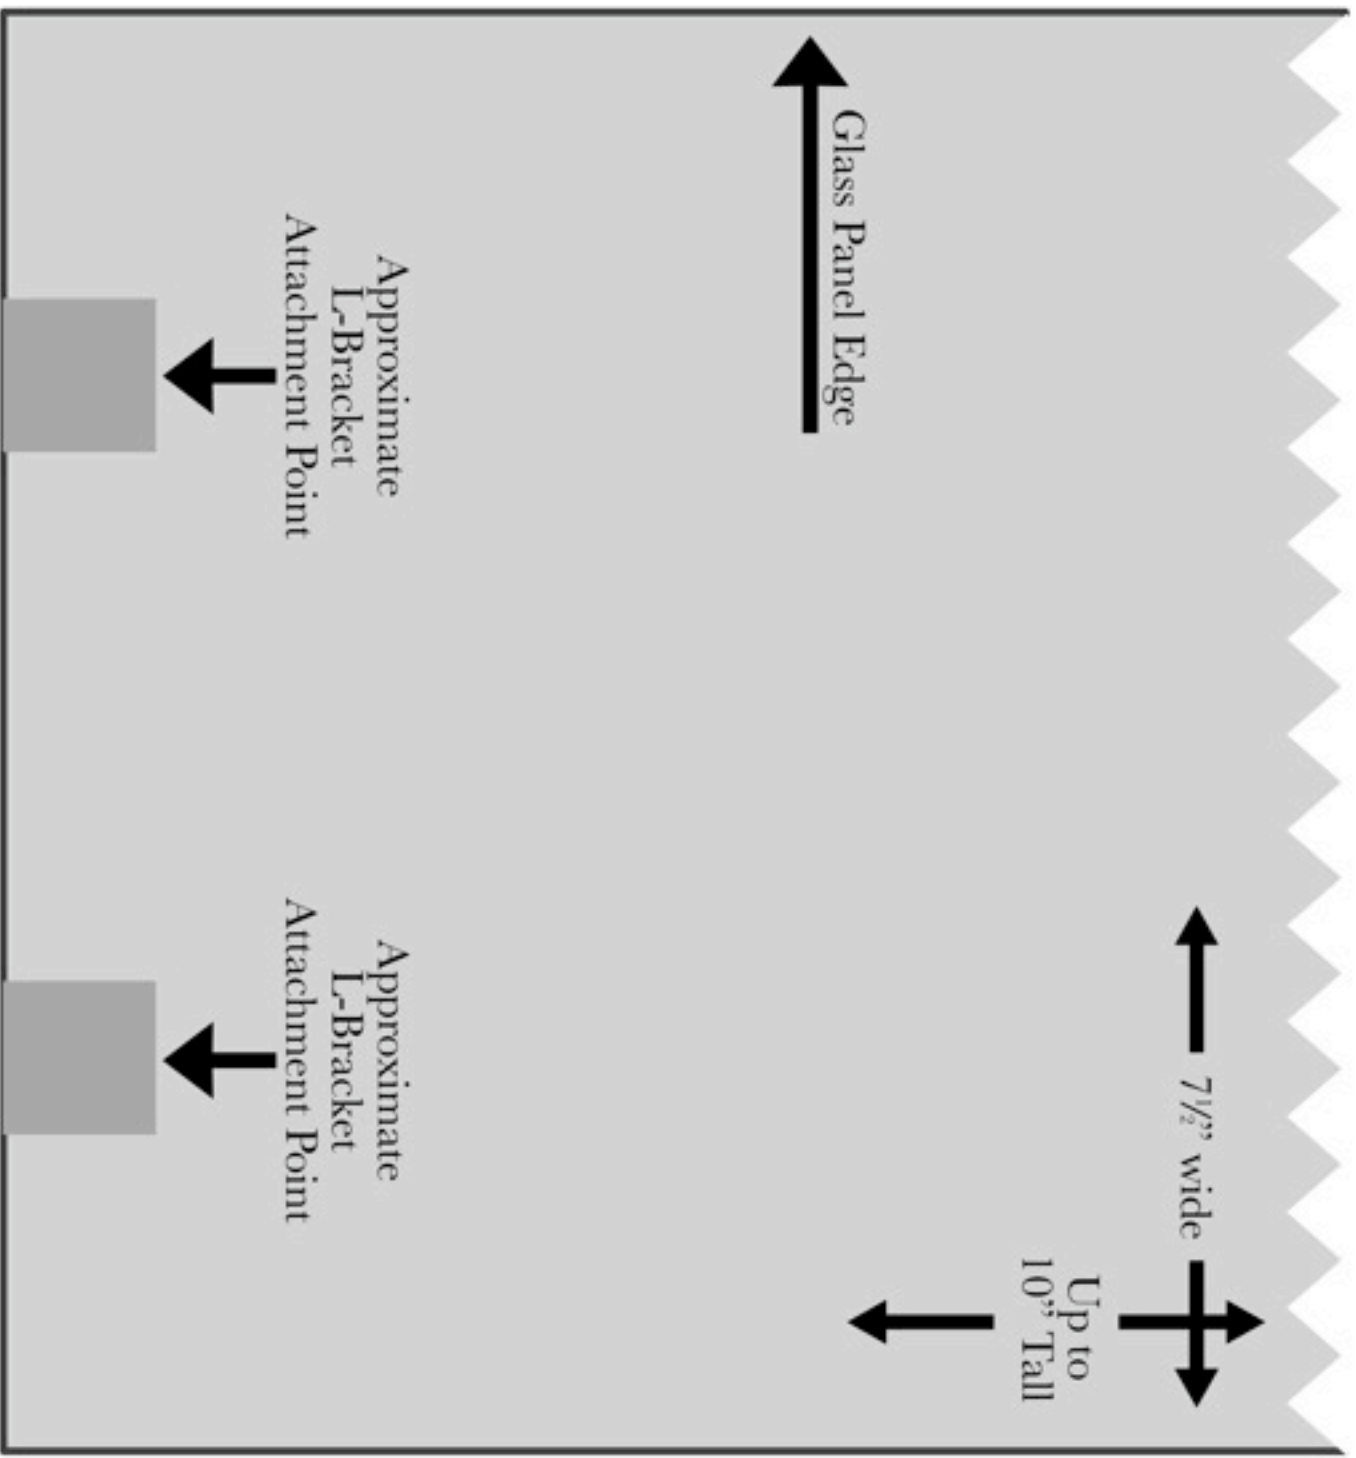 7½” wide
Up to
10” Tall
Glass Panel Edge
Approximate
L-Bracket
Attachment Point
Approximate
L-Bracket
Attachment Point